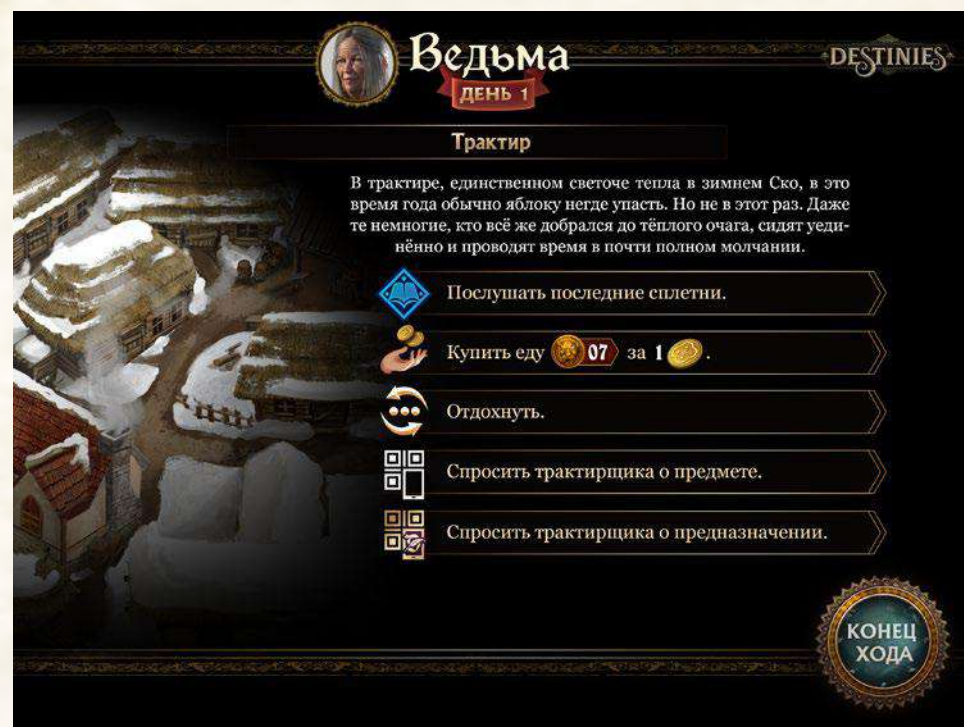 Ведьма
DESTINIES
ДЕНЬ 1
Трактир
В трактире, единственном светоче тепла в зимнем Ско, в это
время года обычно яблоку негде упасть. Но не в этот раз. Даже
те немногие, кто всё же добрался до тёплого очага, сидят уеди-
нённо и проводят время в почти полном молчании.
Послушать последние сплетни.
Купить еду 07 за 1 .
Отдохнуть.
Спросить трактирщика о предмете.
Спросить трактирщика о предназначении.
КОНЕЦ
ХОДА